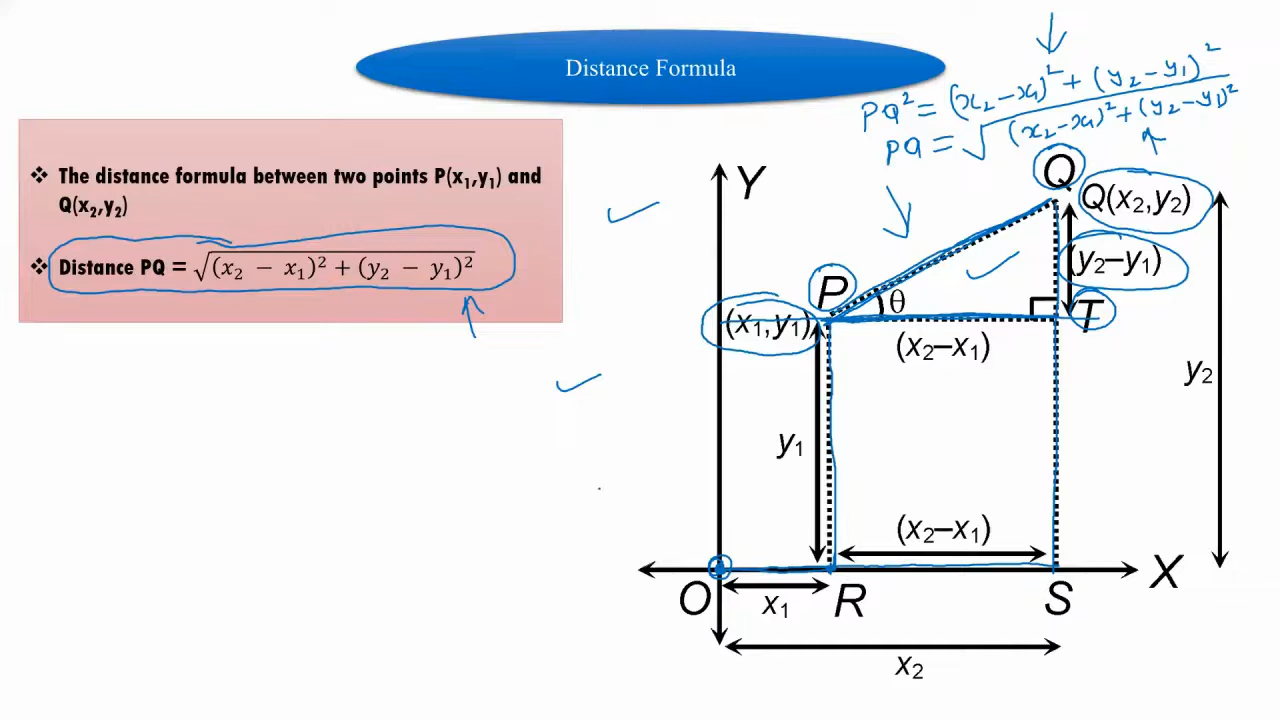 Distance Formula
PQ² = (x₂-x₁)² + (y₂-y₁)²
PQ = √(x₂-x₁)² + (y₂-y₁)²
❖ The distance formula between two points P(x₁,y₁) and
Q(x₂,y₂)
❖ Distance PQ = √(x₂ − x₁)² + (y₂ − y₁)²
Y
Q
Q(x₂,y₂)
(y₂–y₁)
P
θ
(x₁,y₁)
T
(x₂–x₁)
y₂
y₁
(x₂–x₁)
X
O
R
S
x₁
x₂